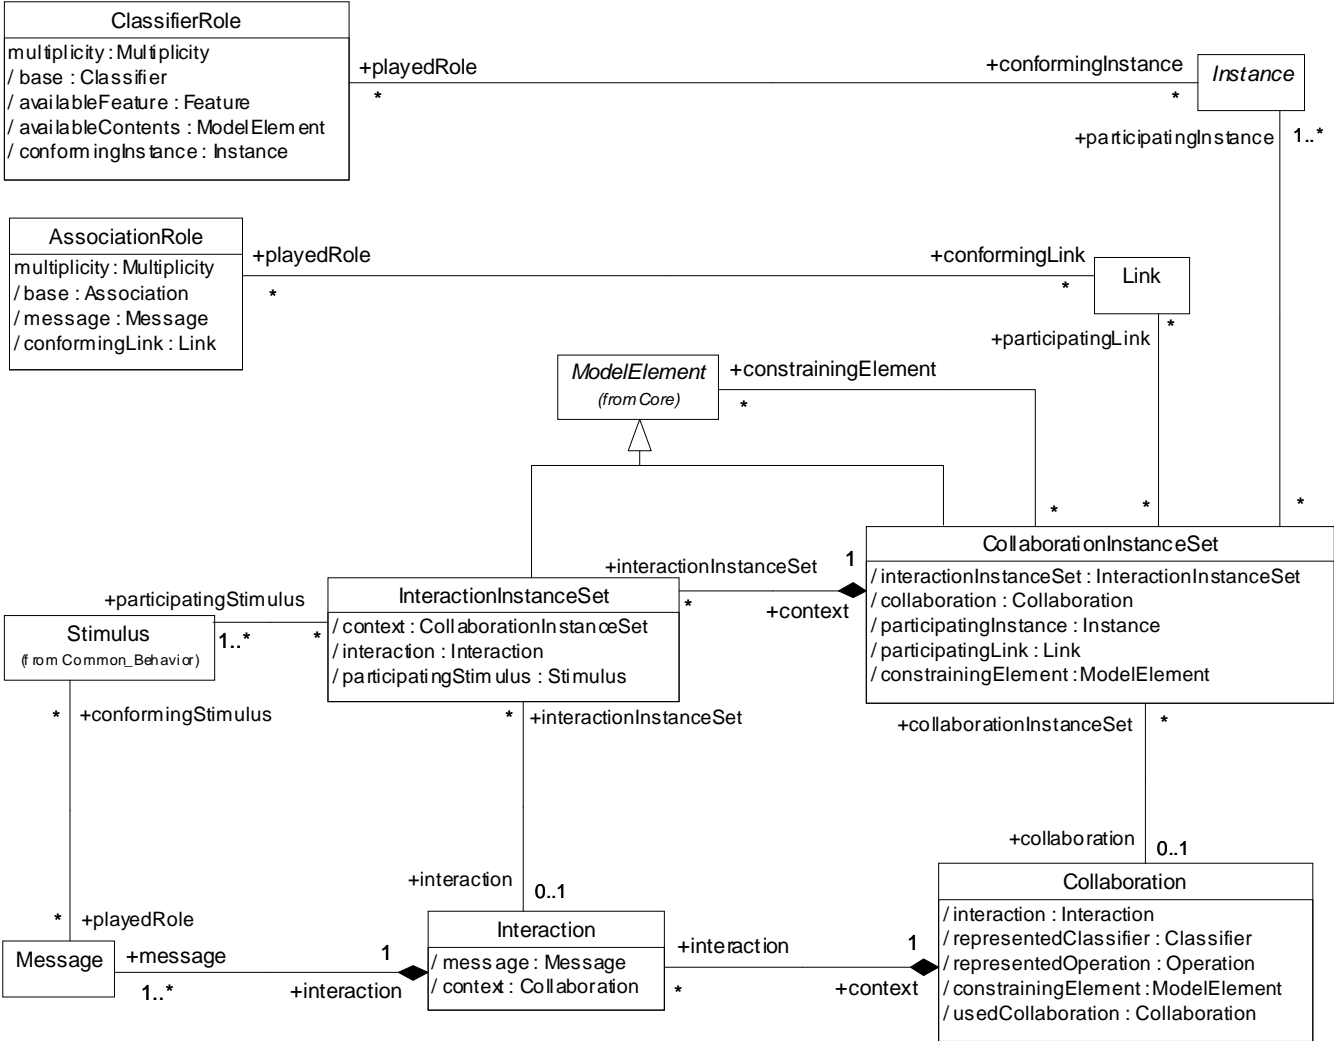 ClassifierRole
multiplicity : Multiplicity
/ base : Classifier
/ availableFeature : Feature
/ availableContents : ModelElement
/ conformingInstance : Instance
+playedRole
*
+conformingInstance
*
Instance
+participatingInstance
1..*
AssociationRole
multiplicity : Multiplicity
/ base : Association
/ message : Message
/ conformingLink : Link
+playedRole
*
+conformingLink
*
Link
+participatingLink
*
ModelElement
(from Core)
+constrainingElement
*
*
*
*
CollaborationInstanceSet
/ interactionInstanceSet : InteractionInstanceSet
/ collaboration : Collaboration
/ participatingInstance : Instance
/ participatingLink : Link
/ constrainingElement : ModelElement
+interactionInstanceSet
*
1
+context
InteractionInstanceSet
/ context : CollaborationInstanceSet
/ interaction : Interaction
/ participatingStimulus : Stimulus
+participatingStimulus
1..*
*
Stimulus
(from Common_Behavior)
*
+conformingStimulus
*
+interactionInstanceSet
+collaborationInstanceSet
*
+collaboration
0..1
+interaction
0..1
*
+playedRole
Message
+message
1..*
1
+interaction
Interaction
/ message : Message
/ context : Collaboration
+interaction
*
1
+context
Collaboration
/ interaction : Interaction
/ representedClassifier : Classifier
/ representedOperation : Operation
/ constrainingElement : ModelElement
/ usedCollaboration : Collaboration